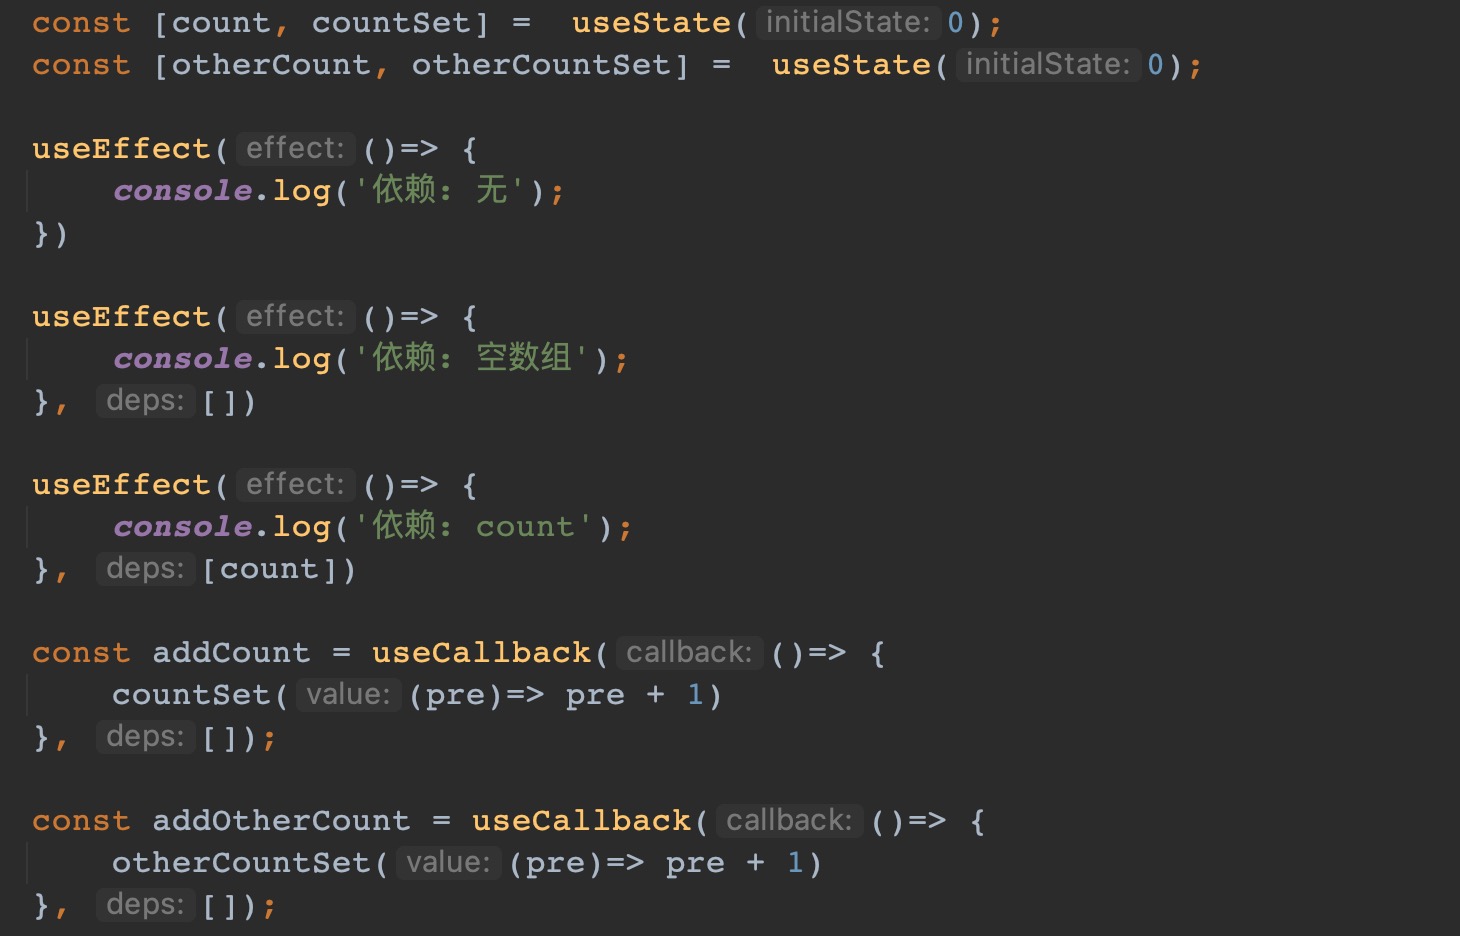 const [count, countSet] =  useState( initialState: 0);
const [otherCount, otherCountSet] =  useState( initialState: 0);
useEffect( effect: ()=> {
console.log('依赖: 无');
})
useEffect( effect: ()=> {
console.log('依赖: 空数组');
}, deps: [])
useEffect( effect: ()=> {
console.log('依赖: count');
}, deps: [count])
const addCount = useCallback( callback: ()=> {
countSet( value: (pre)=> pre + 1)
}, deps: []);
const addOtherCount = useCallback( callback: ()=> {
otherCountSet( value: (pre)=> pre + 1)
}, deps: []);